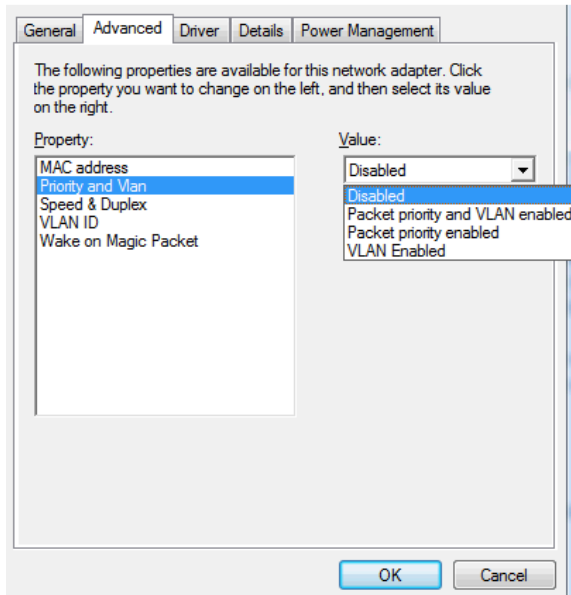 General Advanced Driver Details Power Management
The following properties are available for this network adapter. Click
the property you want to change on the left, and then select its value
on the right.
Property:
MAC address
Priority and Vlan
Speed & Duplex
VLAN ID
Wake on Magic Packet
Value:
Disabled
Disabled
Packet priority and VLAN enabled
Packet priority enabled
VLAN Enabled
OK Cancel